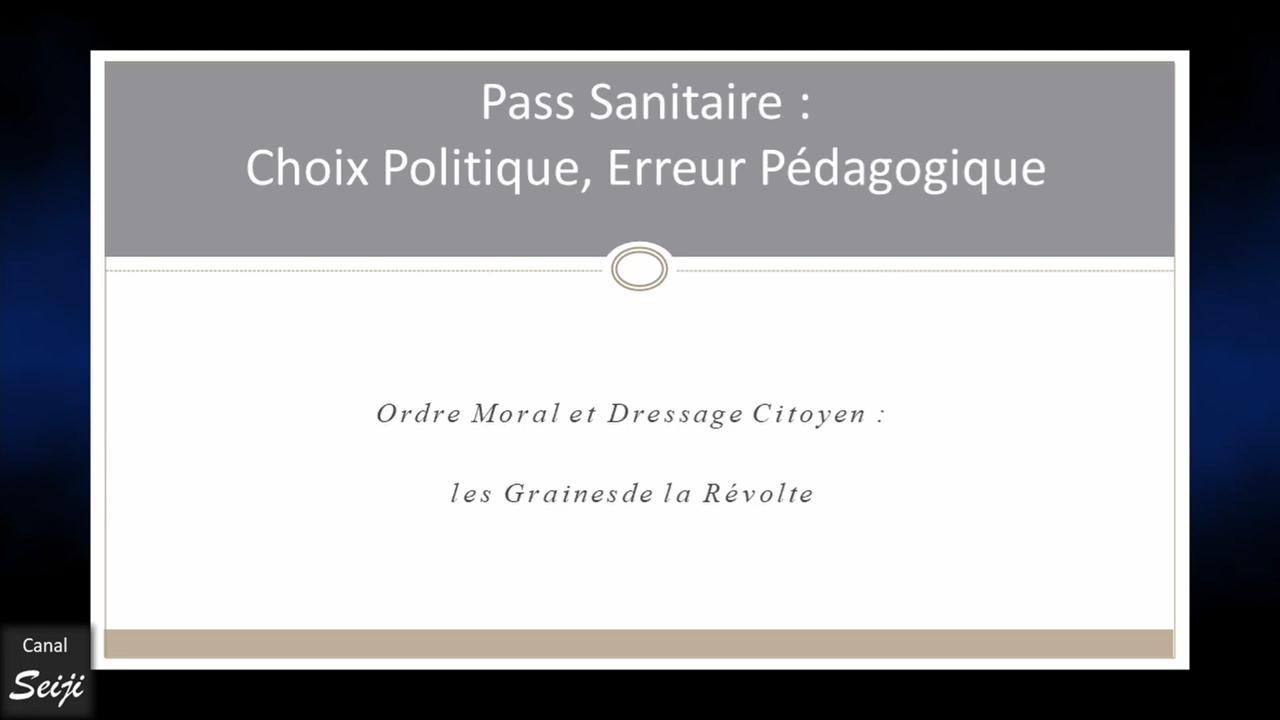 Pass Sanitaire :
Choix Politique, Erreur Pédagogique
Ordre Moral et Dressage Citoyen :
les Grainesde la Révolte
Canal
Seiji